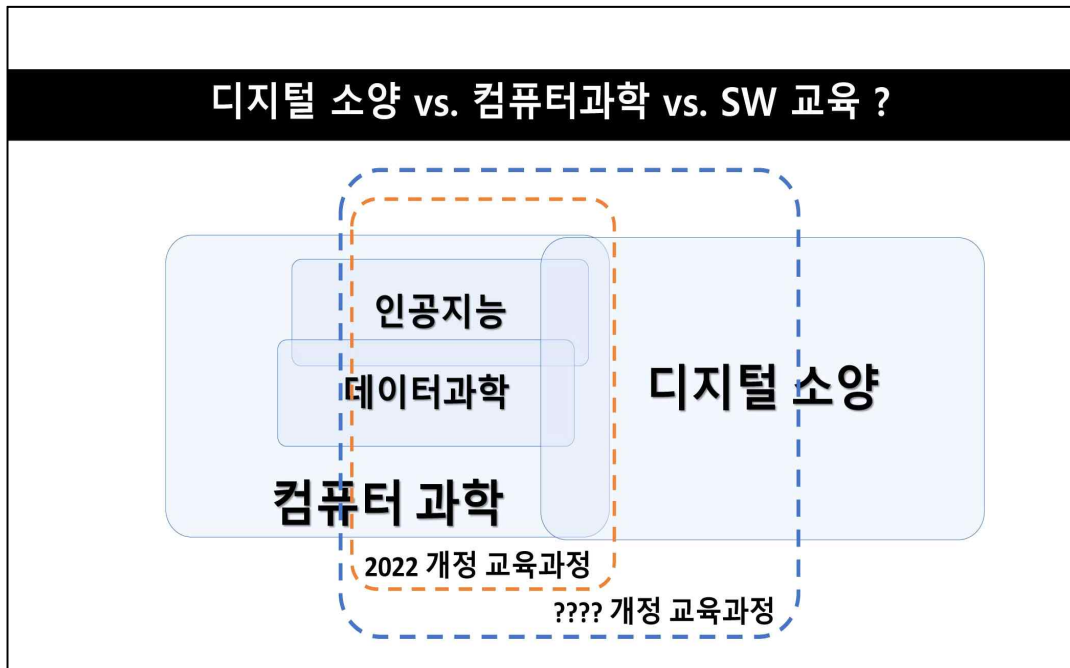 디지털 소양 vs. 컴퓨터과학 vs. SW 교육 ?
인공지능
데이터과학
디지털 소양
컴퓨터 과학
2022 개정 교육과정
???? 개정 교육과정